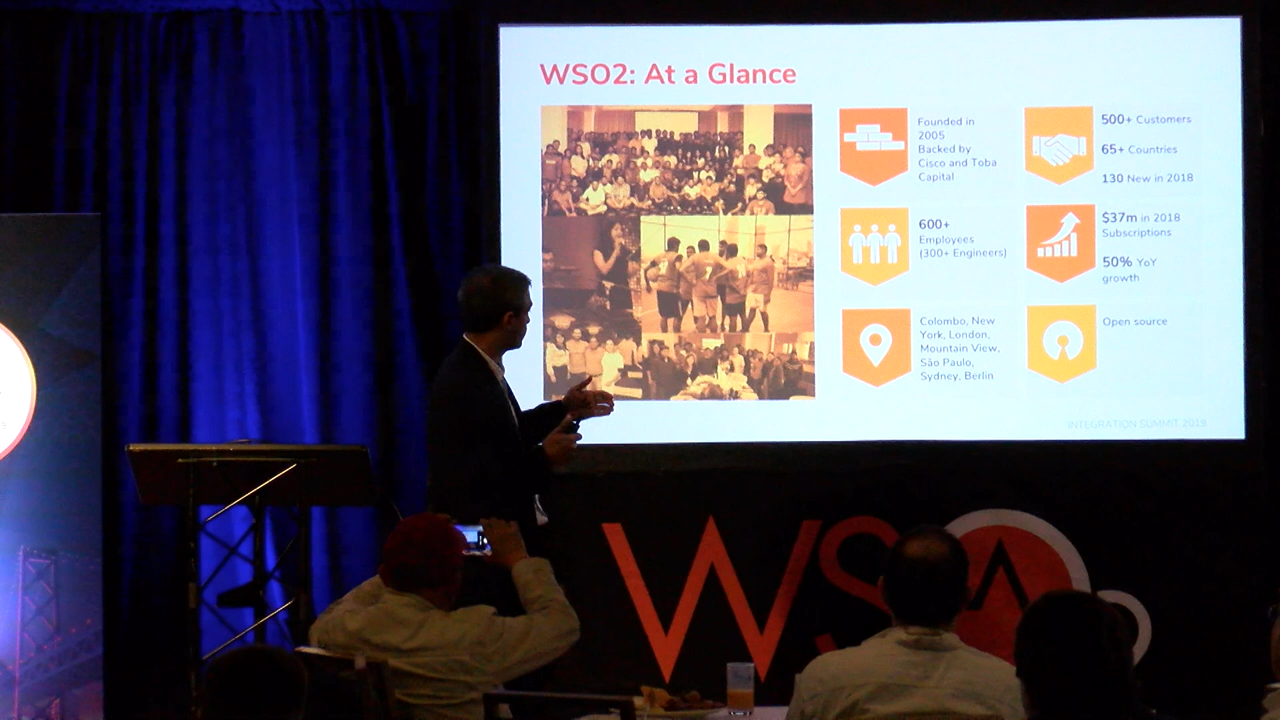 WSO2: At a Glance
Founded in
2005
Backed by
Cisco and Toba
Capital
600+
Employees
(300+ Engineers)
Colombo, New
York, London,
Mountain View,
São Paulo,
Sydney, Berlin
500+ Customers
65+ Countries
130 New in 2018
$37m in 2018
Subscriptions
50% YoY
growth
Open source
INTEGRATION SUMMIT 2019
WSO